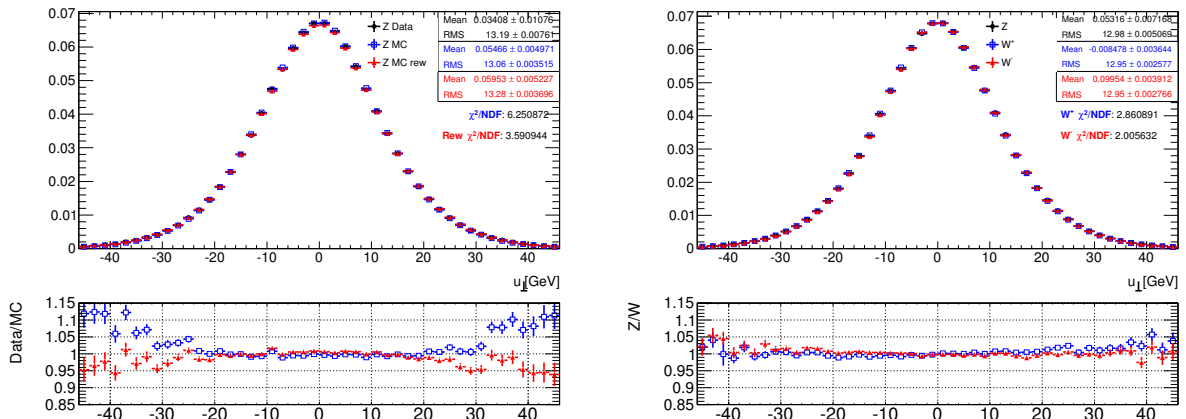 0.07
0.06
0.05
0.04
0.03
0.02
0.01
0
-40 -30 -20 -10 0 10 20 30 40
u⊥[GeV]
Z Data
Z MC
Z MC rew
Mean 0.03408 ± 0.01076
RMS 13.19 ± 0.00761
Mean 0.05466 ± 0.004971
RMS 13.06 ± 0.003515
Mean 0.05953 ± 0.005227
RMS 13.28 ± 0.003696
χ²/NDF: 6.250872
Rew χ²/NDF: 3.590944
Data/MC
1.15
1.1
1.05
1
0.95
0.9
0.85
-40 -30 -20 -10 0 10 20 30 40
0.07
0.06
0.05
0.04
0.03
0.02
0.01
0
-40 -30 -20 -10 0 10 20 30 40
u⊥[GeV]
Z
W⁺
W⁻
Mean 0.05316 ± 0.007168
RMS 12.98 ± 0.005069
Mean -0.008478 ± 0.003644
RMS 12.95 ± 0.002577
Mean 0.09954 ± 0.003912
RMS 12.95 ± 0.002766
W⁺ χ²/NDF: 2.860891
W⁻ χ²/NDF: 2.005632
Z/W
1.15
1.1
1.05
1
0.95
0.9
0.85
-40 -30 -20 -10 0 10 20 30 40